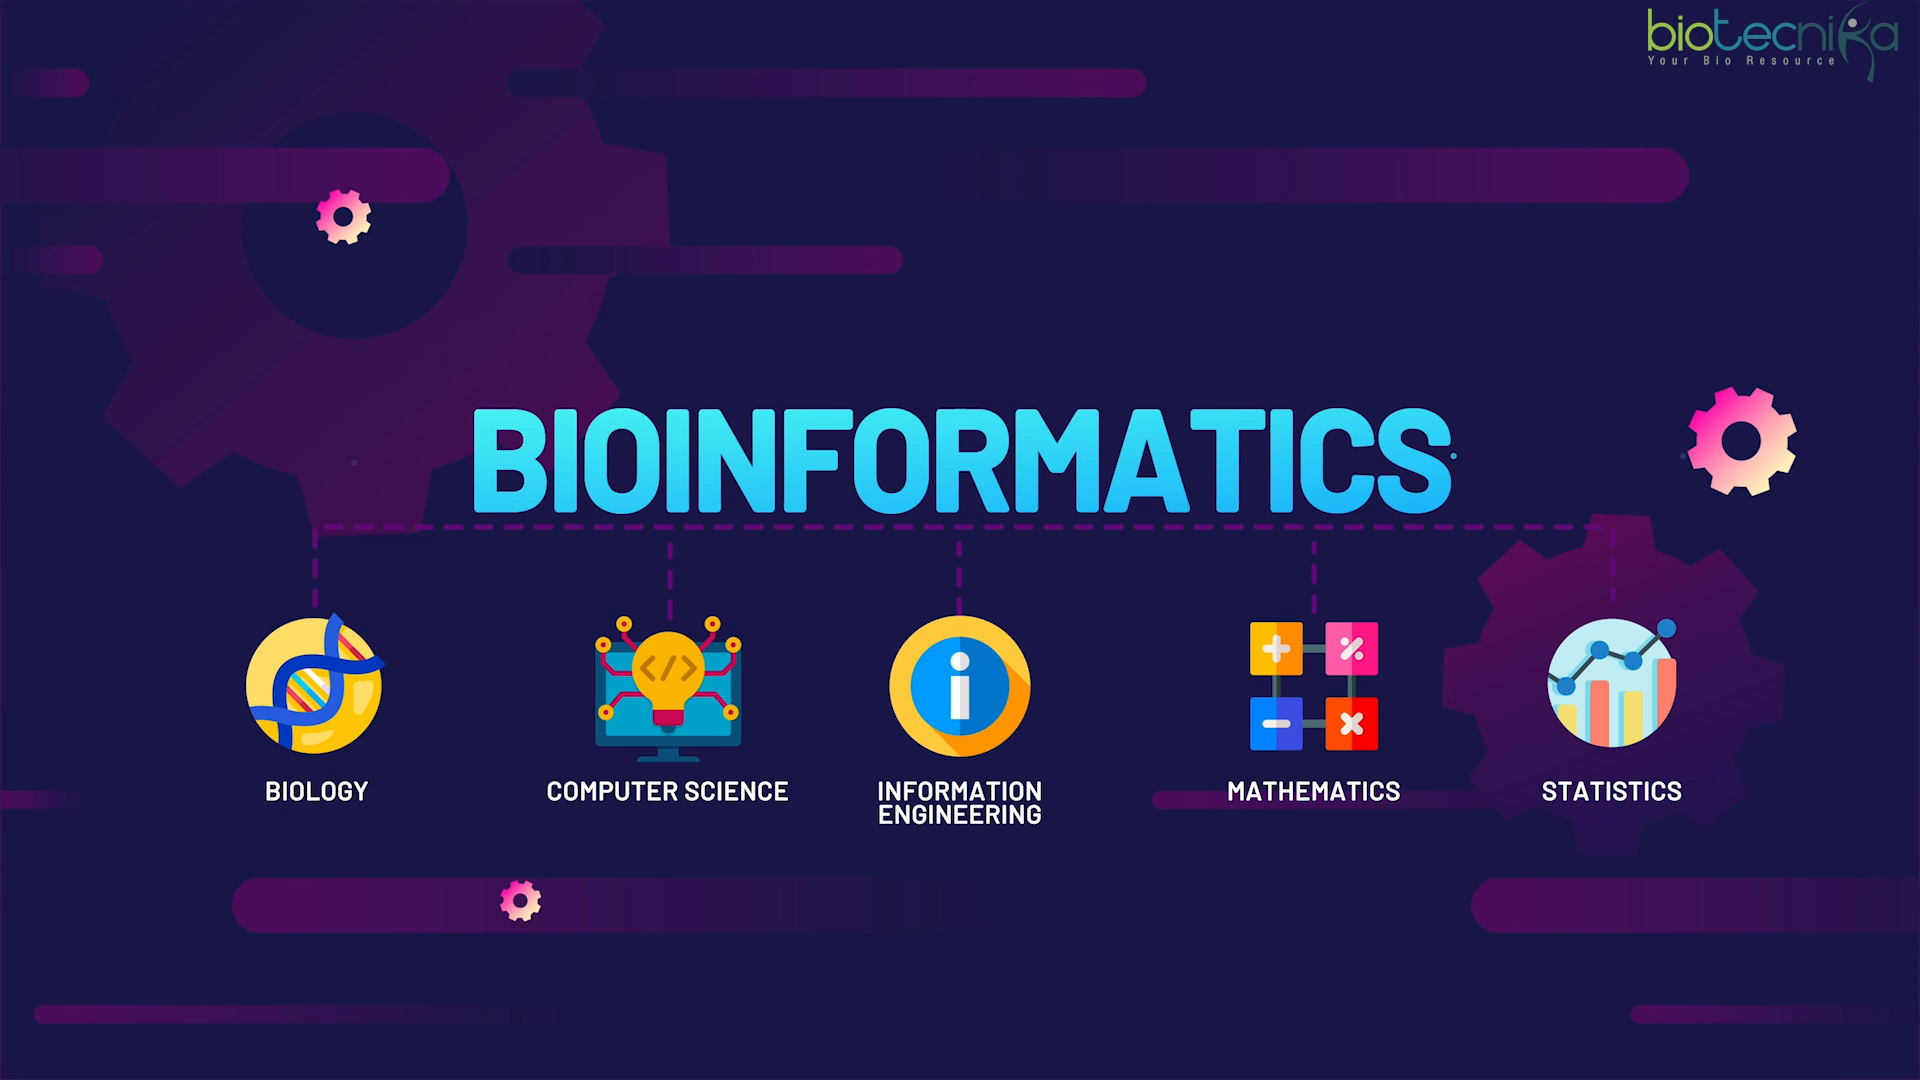 biotecnika
Your Bio Resource
BIOINFORMATICS
BIOLOGY
COMPUTER SCIENCE
INFORMATION
ENGINEERING
MATHEMATICS
STATISTICS